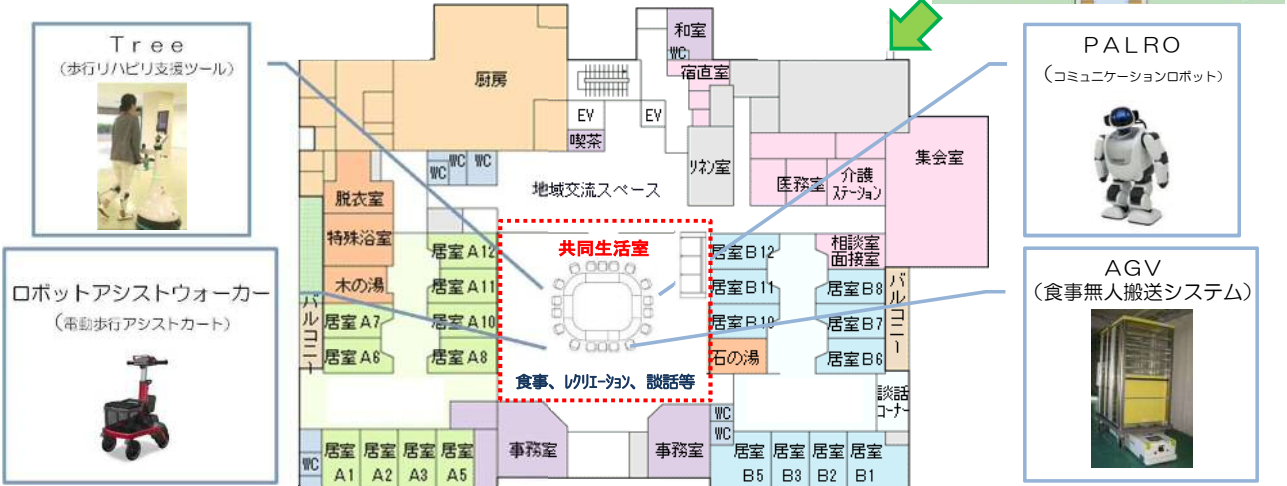 Ｔｒｅｅ
（歩行リハビリ支援ツール）
ロボットアシストウォーカー
（電動歩行アシストカート）
ＰＡＬＲＯ
（コミュニケーションロボット）
ＡＧＶ
（食事無人搬送システム）
厨房
和室
WC
宿直室
EV
EV
喫茶
リネン室
WC
WC
WC
地域交流スペース
医務室
介護
ステーション
集会室
脱衣室
特殊浴室
木の湯
バルコニー
居室A12
居室A11
居室A10
居室A8
居室A7
居室A6
共同生活室
食事、レクリエーション、談話等
居室B12
居室B11
居室B10
石の湯
相談室
面接室
居室B8
居室B7
居室B6
バルコニー
談話
コーナー
WC
WC
WC
居室
A1
居室
A2
居室
A3
居室
A5
事務室
事務室
居室
B5
居室
B3
居室
B2
居室
B1